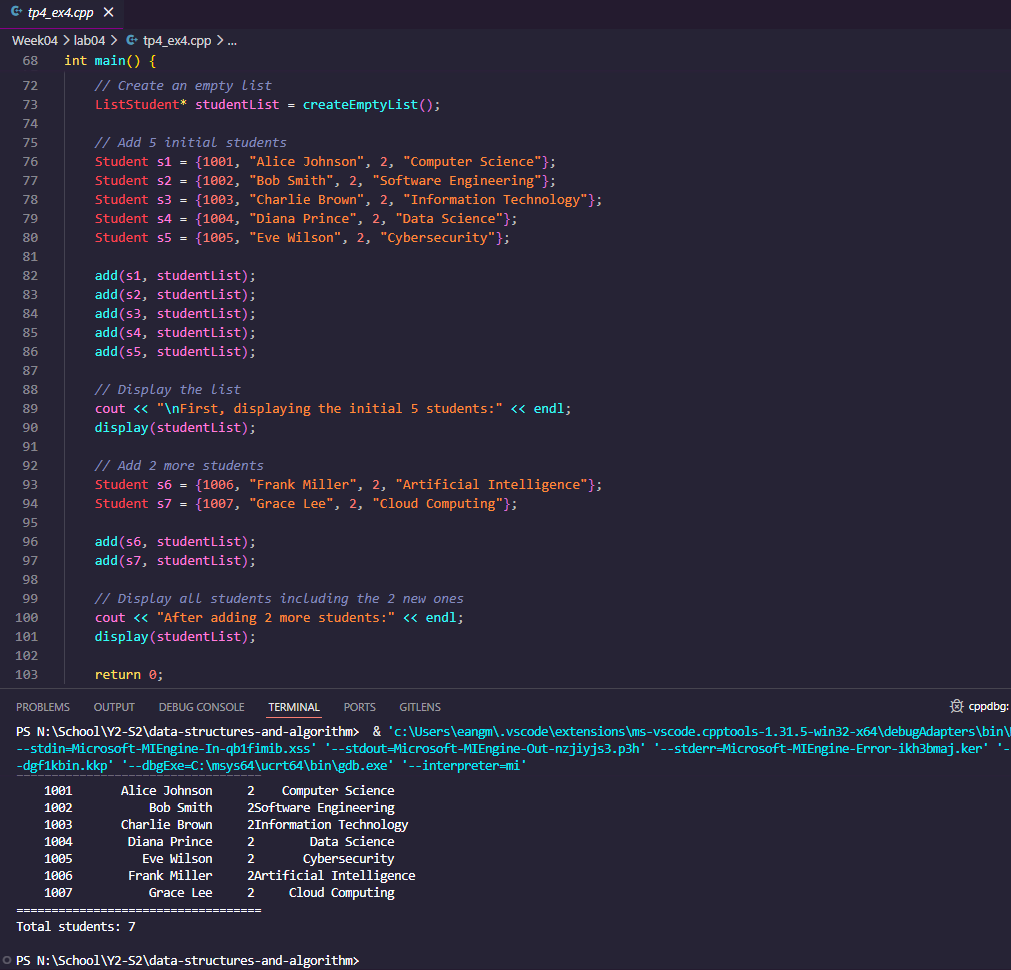 tp4_ex4.cpp ×
Week04 > lab04 > tp4_ex4.cpp > ...
68 int main() {
72 // Create an empty list
73 ListStudent* studentList = createEmptyList();
74
75 // Add 5 initial students
76 Student s1 = {1001, "Alice Johnson", 2, "Computer Science"};
77 Student s2 = {1002, "Bob Smith", 2, "Software Engineering"};
78 Student s3 = {1003, "Charlie Brown", 2, "Information Technology"};
79 Student s4 = {1004, "Diana Prince", 2, "Data Science"};
80 Student s5 = {1005, "Eve Wilson", 2, "Cybersecurity"};
81
82 add(s1, studentList);
83 add(s2, studentList);
84 add(s3, studentList);
85 add(s4, studentList);
86 add(s5, studentList);
87
88 // Display the list
89 cout << "\nFirst, displaying the initial 5 students:" << endl;
90 display(studentList);
91
92 // Add 2 more students
93 Student s6 = {1006, "Frank Miller", 2, "Artificial Intelligence"};
94 Student s7 = {1007, "Grace Lee", 2, "Cloud Computing"};
95
96 add(s6, studentList);
97 add(s7, studentList);
98
99 // Display all students including the 2 new ones
100 cout << "After adding 2 more students:" << endl;
101 display(studentList);
102
103 return 0;
PROBLEMS OUTPUT DEBUG CONSOLE TERMINAL PORTS GITLENS cppdbg:
PS N:\School\Y2-S2\data-structures-and-algorithm> & 'c:\Users\eangm\.vscode\extensions\ms-vscode.cpptools-1.31.5-win32-x64\debugAdapters\bin\
--stdin=Microsoft-MIEngine-In-qb1fimib.xss' '--stdout=Microsoft-MIEngine-Out-nzjiyjs3.p3h' '--stderr=Microsoft-MIEngine-Error-ikh3bmaj.ker' '-
-dgf1kbin.kkp' '--dbgExe=C:\msys64\ucrt64\bin\gdb.exe' '--interpreter=mi'
-----------------------------------
1001 Alice Johnson 2 Computer Science
1002 Bob Smith 2Software Engineering
1003 Charlie Brown 2Information Technology
1004 Diana Prince 2 Data Science
1005 Eve Wilson 2 Cybersecurity
1006 Frank Miller 2Artificial Intelligence
1007 Grace Lee 2 Cloud Computing
===================================
Total students: 7
PS N:\School\Y2-S2\data-structures-and-algorithm>